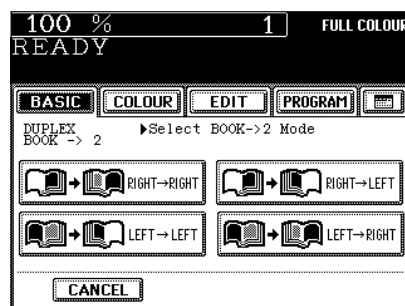 100 % 1 FULL COLOUR
READY
BASIC COLOUR EDIT PROGRAM
DUPLEX ▶Select BOOK->2 Mode
BOOK -> 2
RIGHT→RIGHT RIGHT→LEFT
LEFT→LEFT LEFT→RIGHT
CANCEL